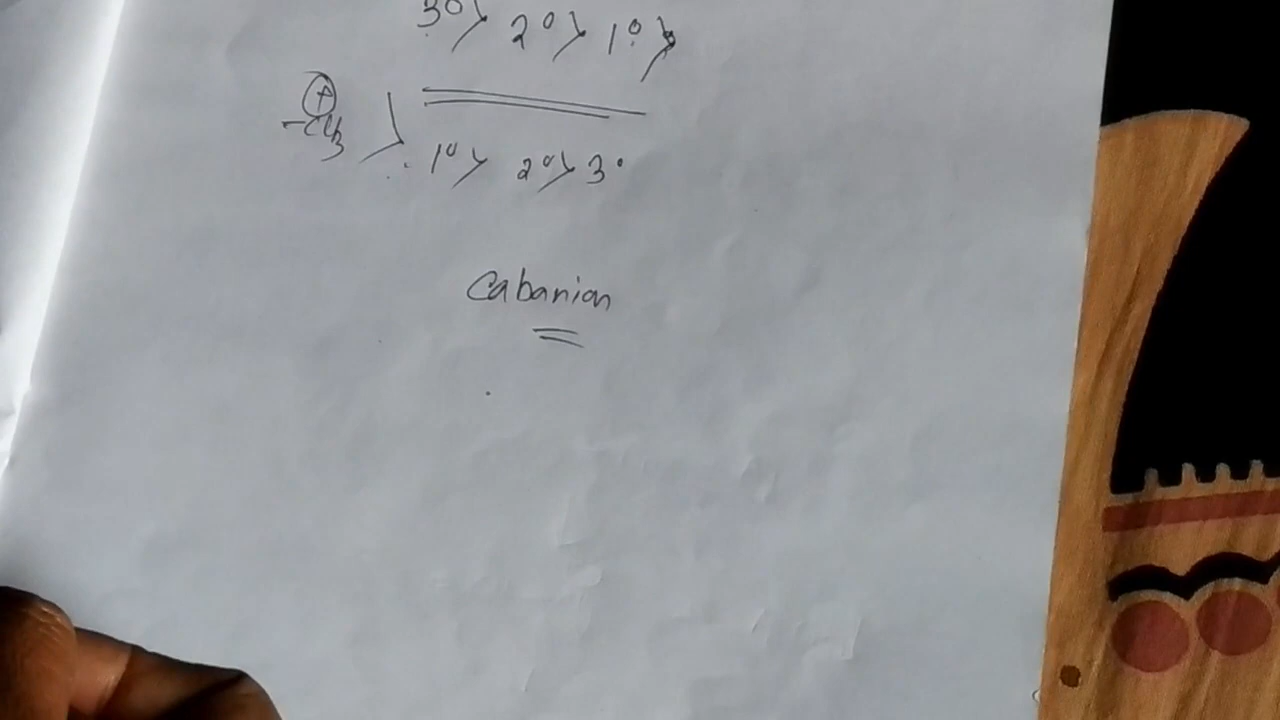 3° > 2° > 1° >
⊕
-CH3 > 1° > 2° > 3°
Cabanion